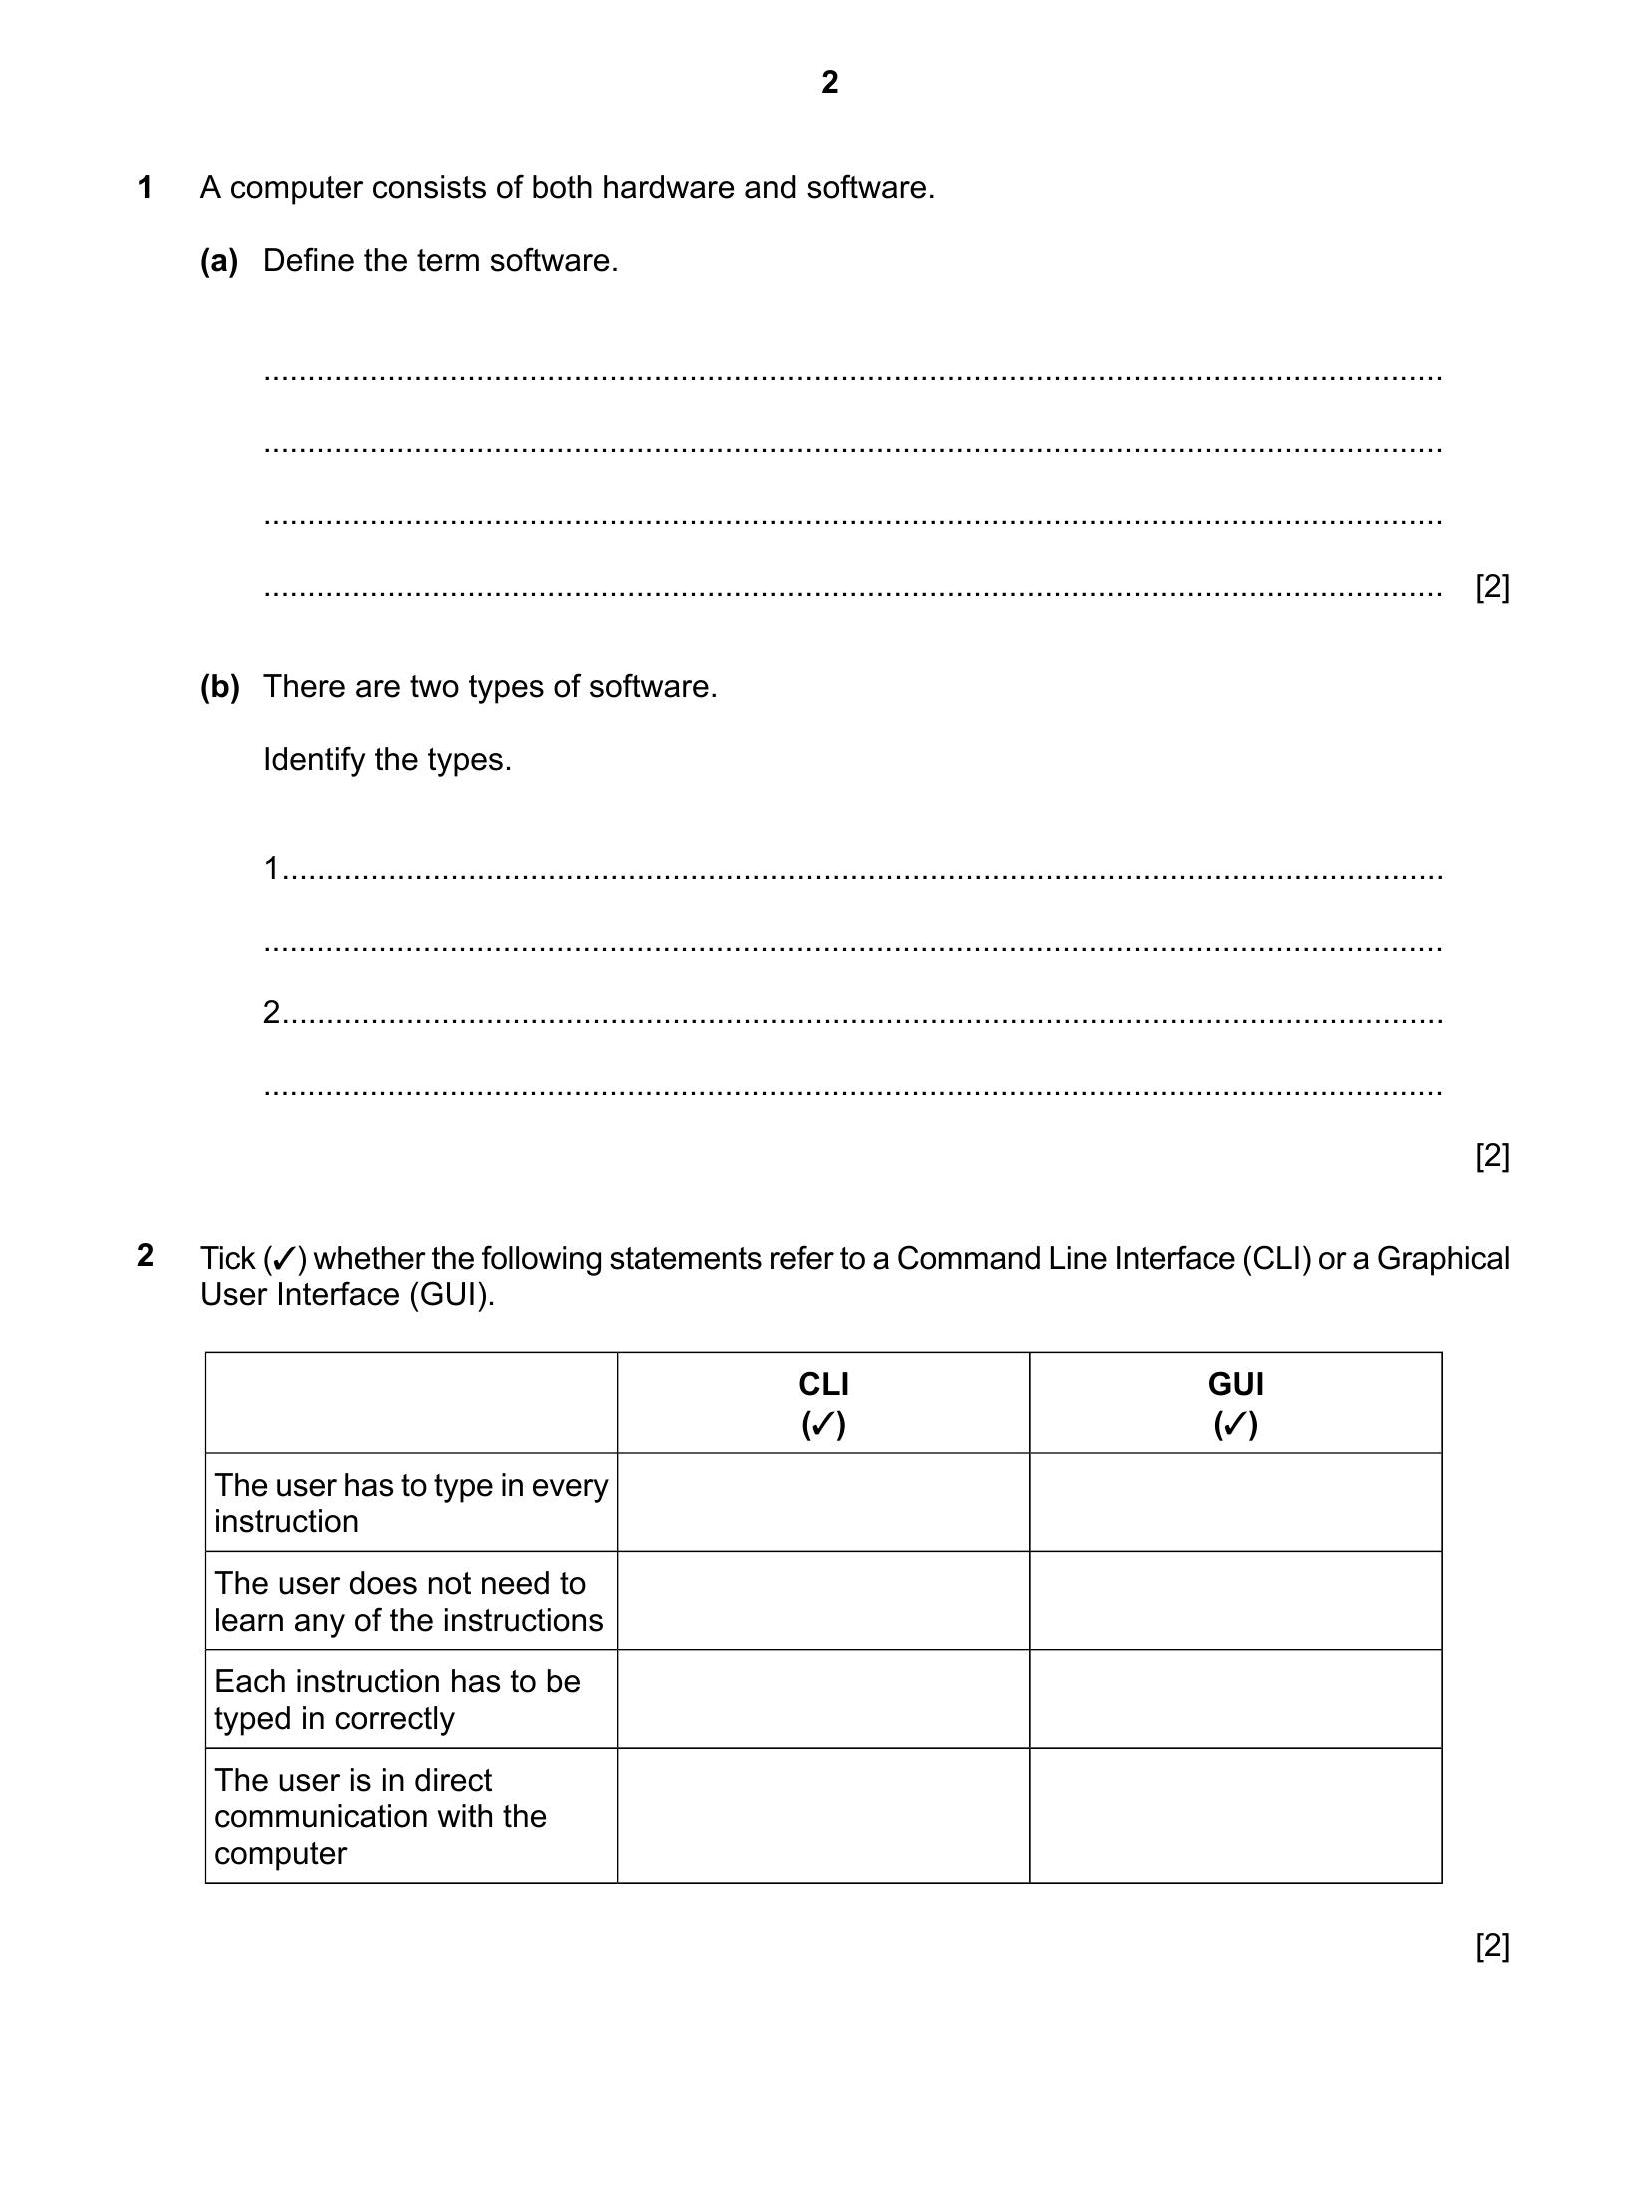 2
1 A computer consists of both hardware and software.
(a) Define the term software.
..........................................................................................................................................
..........................................................................................................................................
..........................................................................................................................................
.......................................................................................................................................... [2]
(b) There are two types of software.
Identify the types.
1........................................................................................................................................
..........................................................................................................................................
2........................................................................................................................................
..........................................................................................................................................
[2]
2 Tick (✓) whether the following statements refer to a Command Line Interface (CLI) or a Graphical
User Interface (GUI).
CLI GUI
(✓) (✓)
The user has to type in every
instruction
The user does not need to
learn any of the instructions
Each instruction has to be
typed in correctly
The user is in direct
communication with the
computer
[2]